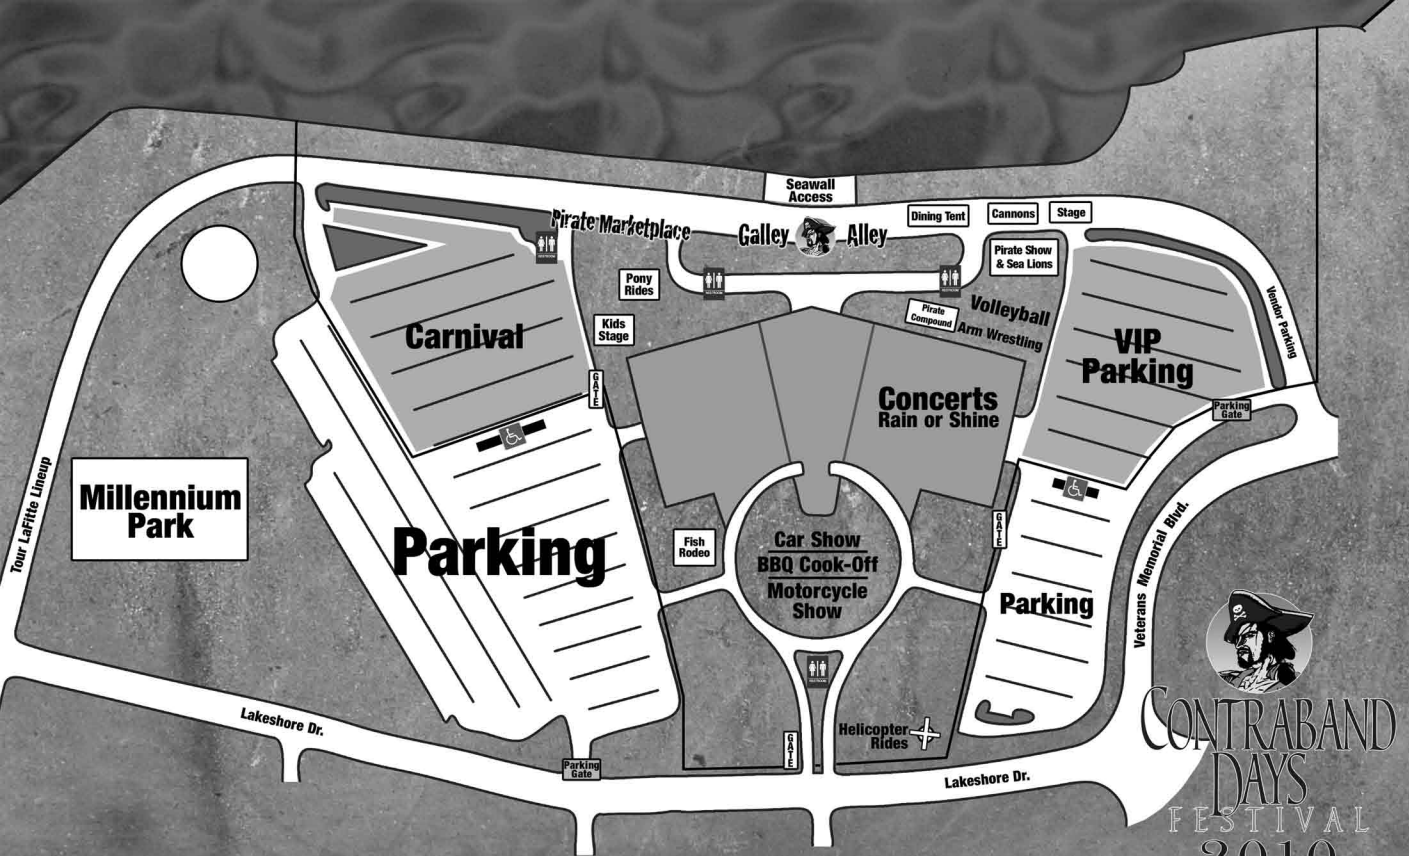 Seawall
Access
Pirate Marketplace
Galley
Alley
Dining Tent
Cannons
Stage
Pirate Show
& Sea Lions
Pony
Rides
Kids
Stage
Carnival
GATE
Pirate
Compound
Volleyball
Arm Wrestling
VIP
Parking
Vendor Parking
Parking
Gate
Concerts
Rain or Shine
Tour LaFitte Lineup
Millennium
Park
Parking
Fish
Rodeo
Car Show
BBQ Cook-Off
Motorcycle
Show
GATE
Parking
Veterans Memorial Blvd.
Lakeshore Dr.
Parking
Gate
GATE
Helicopter
Rides
Lakeshore Dr.
CONTRABAND
DAYS
FESTIVAL